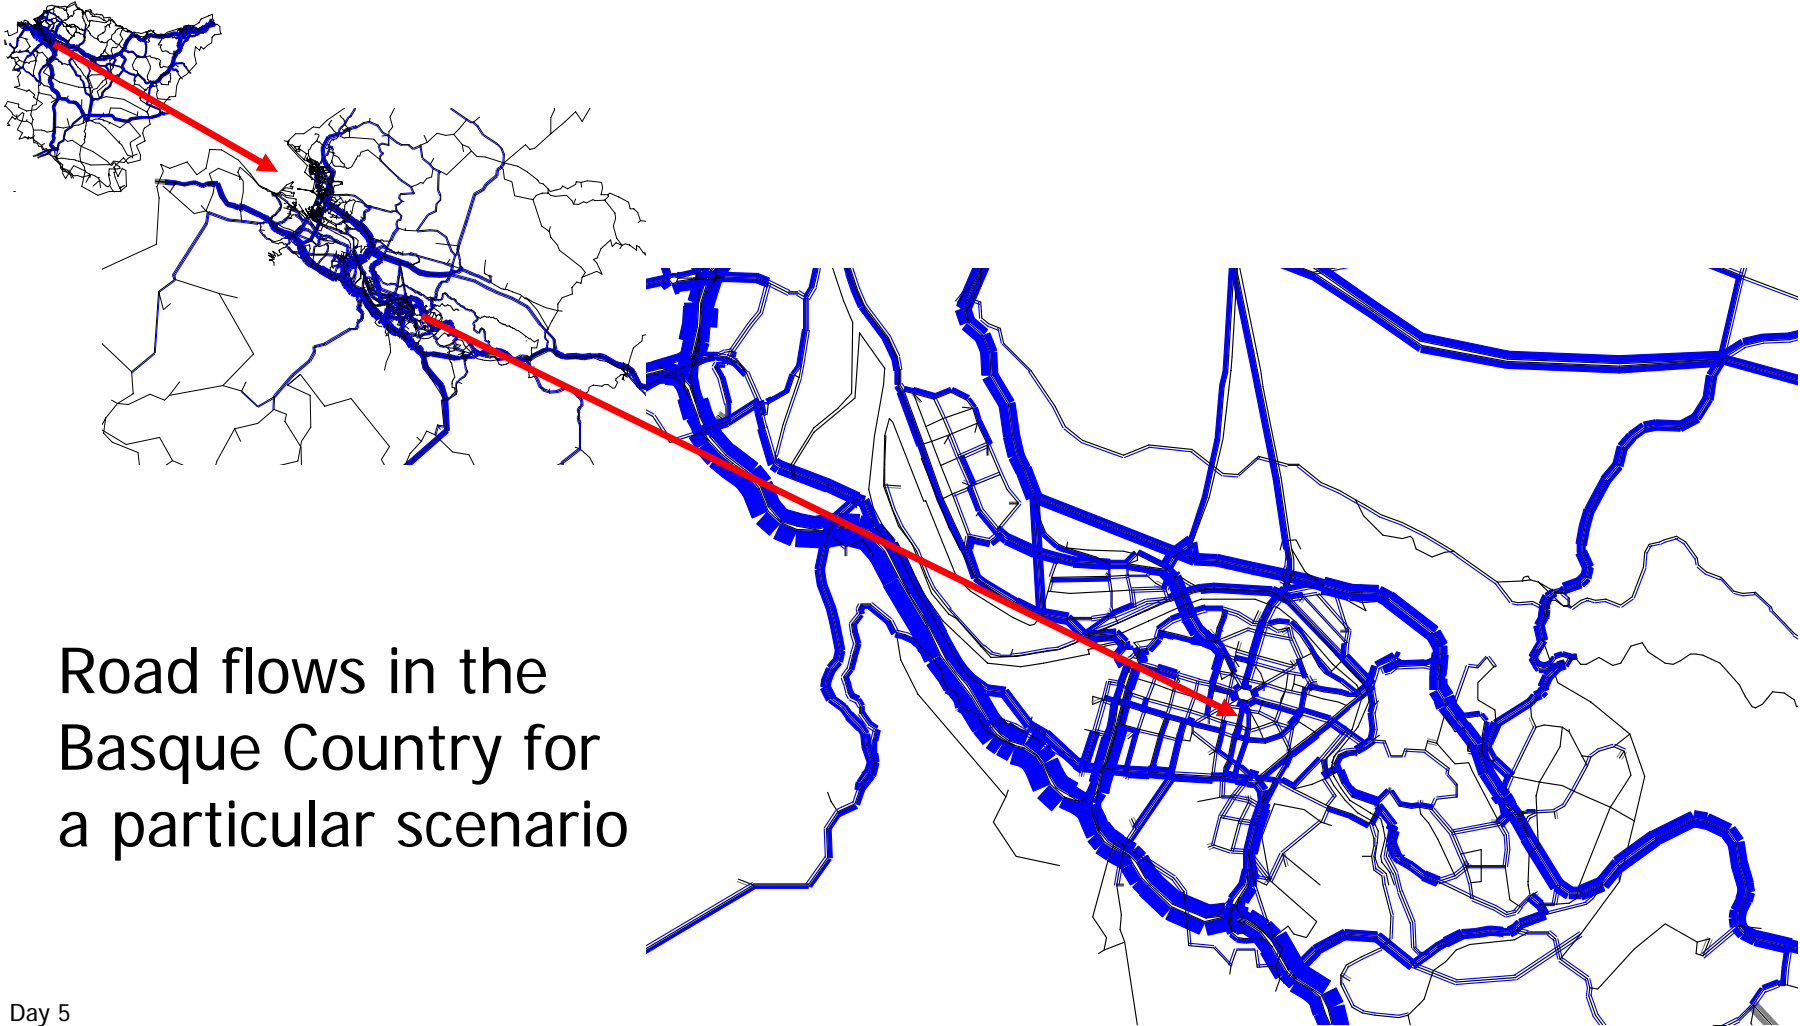 Road flows in the
Basque Country for
a particular scenario
Day 5